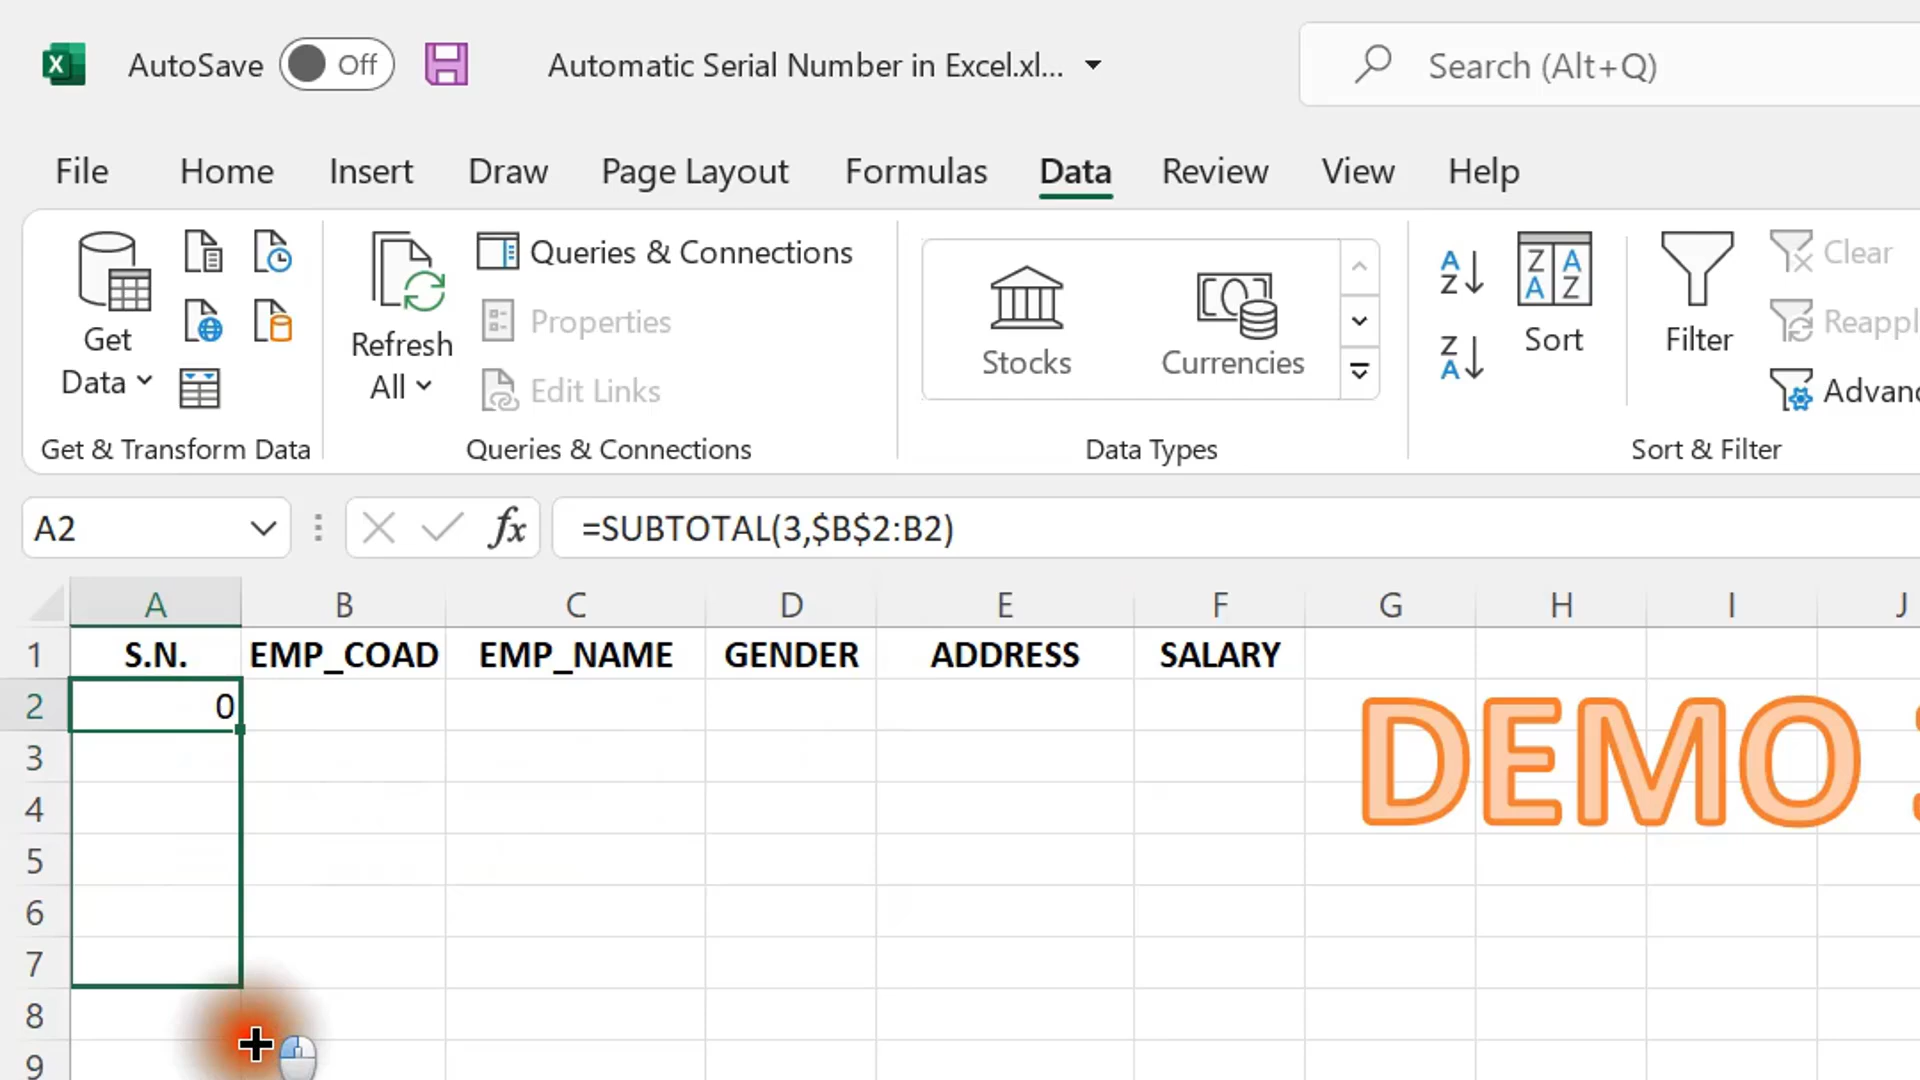 AutoSave Off Automatic Serial Number in Excel.xl... Search (Alt+Q)
File Home Insert Draw Page Layout Formulas Data Review View Help
Get Data
Refresh All
Queries & Connections
Properties
Edit Links
Stocks
Currencies
Sort
Filter
Clear
Reappl
Advanc
Get & Transform Data
Queries & Connections
Data Types
Sort & Filter
A2 fx =SUBTOTAL(3,$B$2:B2)
A B C D E F G H I J
1 S.N. EMP_COAD EMP_NAME GENDER ADDRESS SALARY
2 0
3
4
5
6
7
8
9
DEMO